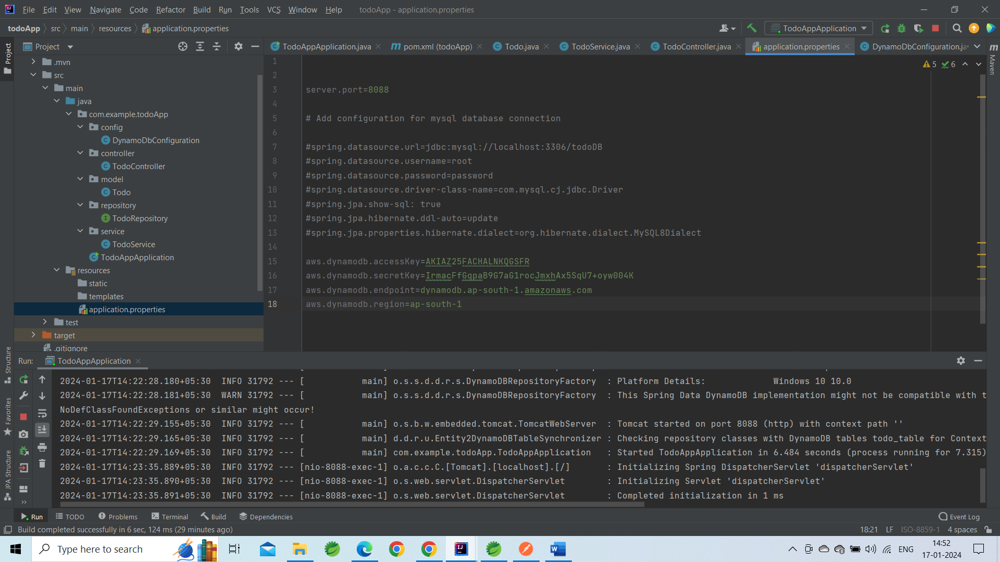 File Edit View Navigate Code Refactor Build Run Tools VCS Window Help todoApp - application.properties
todoApp src main resources application.properties
TodoAppApplication
Project
TodoAppApplication.java pom.xml (todoApp) Todo.java TodoService.java TodoController.java application.properties DynamoDbConfiguration.ja
Project
Maven
5 6
.mvn
src
main
java
com.example.todoApp
config
DynamoDbConfiguration
controller
TodoController
model
Todo
repository
TodoRepository
service
TodoService
TodoAppApplication
resources
static
templates
application.properties
test
target
.gitignore
1
2
3 server.port=8088
4
5 # Add configuration for mysql database connection
6
7 #spring.datasource.url=jdbc:mysql://localhost:3306/todoDB
8 #spring.datasource.username=root
9 #spring.datasource.password=password
10 #spring.datasource.driver-class-name=com.mysql.cj.jdbc.Driver
11 #spring.jpa.show-sql: true
12 #spring.jpa.hibernate.ddl-auto=update
13 #spring.jpa.properties.hibernate.dialect=org.hibernate.dialect.MySQL8Dialect
14
15 aws.dynamodb.accessKey=AKIAZ25FACHALNKQGSFR
16 aws.dynamodb.secretKey=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
17 aws.dynamodb.endpoint=dynamodb.ap-south-1.amazonaws.com
18 aws.dynamodb.region=ap-south-1
Structure
Favorites
JPA Structure
Run: TodoAppApplication
2024-01-17T14:22:28.180+05:30 INFO 31792 --- [ main] o.s.s.d.d.r.s.DynamoDBRepositoryFactory : Platform Details: Windows 10 10.0
2024-01-17T14:22:28.181+05:30 WARN 31792 --- [ main] o.s.s.d.d.r.s.DynamoDBRepositoryFactory : This Spring Data DynamoDB implementation might not be compatible with t
NoDefClassFoundExceptions or similar might occur!
2024-01-17T14:22:29.155+05:30 INFO 31792 --- [ main] o.s.b.w.embedded.tomcat.TomcatWebServer : Tomcat started on port 8088 (http) with context path ''
2024-01-17T14:22:29.165+05:30 INFO 31792 --- [ main] d.d.r.u.Entity2DynamoDBTableSynchronizer : Checking repository classes with DynamoDB tables todo_table for Context
2024-01-17T14:22:29.169+05:30 INFO 31792 --- [ main] com.example.todoApp.TodoAppApplication : Started TodoAppApplication in 6.484 seconds (process running for 7.315)
2024-01-17T14:23:35.889+05:30 INFO 31792 --- [nio-8088-exec-1] o.a.c.c.C.[Tomcat].[localhost].[/] : Initializing Spring DispatcherServlet 'dispatcherServlet'
2024-01-17T14:23:35.890+05:30 INFO 31792 --- [nio-8088-exec-1] o.s.web.servlet.DispatcherServlet : Initializing Servlet 'dispatcherServlet'
2024-01-17T14:23:35.891+05:30 INFO 31792 --- [nio-8088-exec-1] o.s.web.servlet.DispatcherServlet : Completed initialization in 1 ms
Run TODO Problems Terminal Build Dependencies Event Log
Build completed successfully in 6 sec, 124 ms (29 minutes ago) 18:21 LF ISO-8859-1 4 spaces
Type here to search
ENG 14:52
17-01-2024